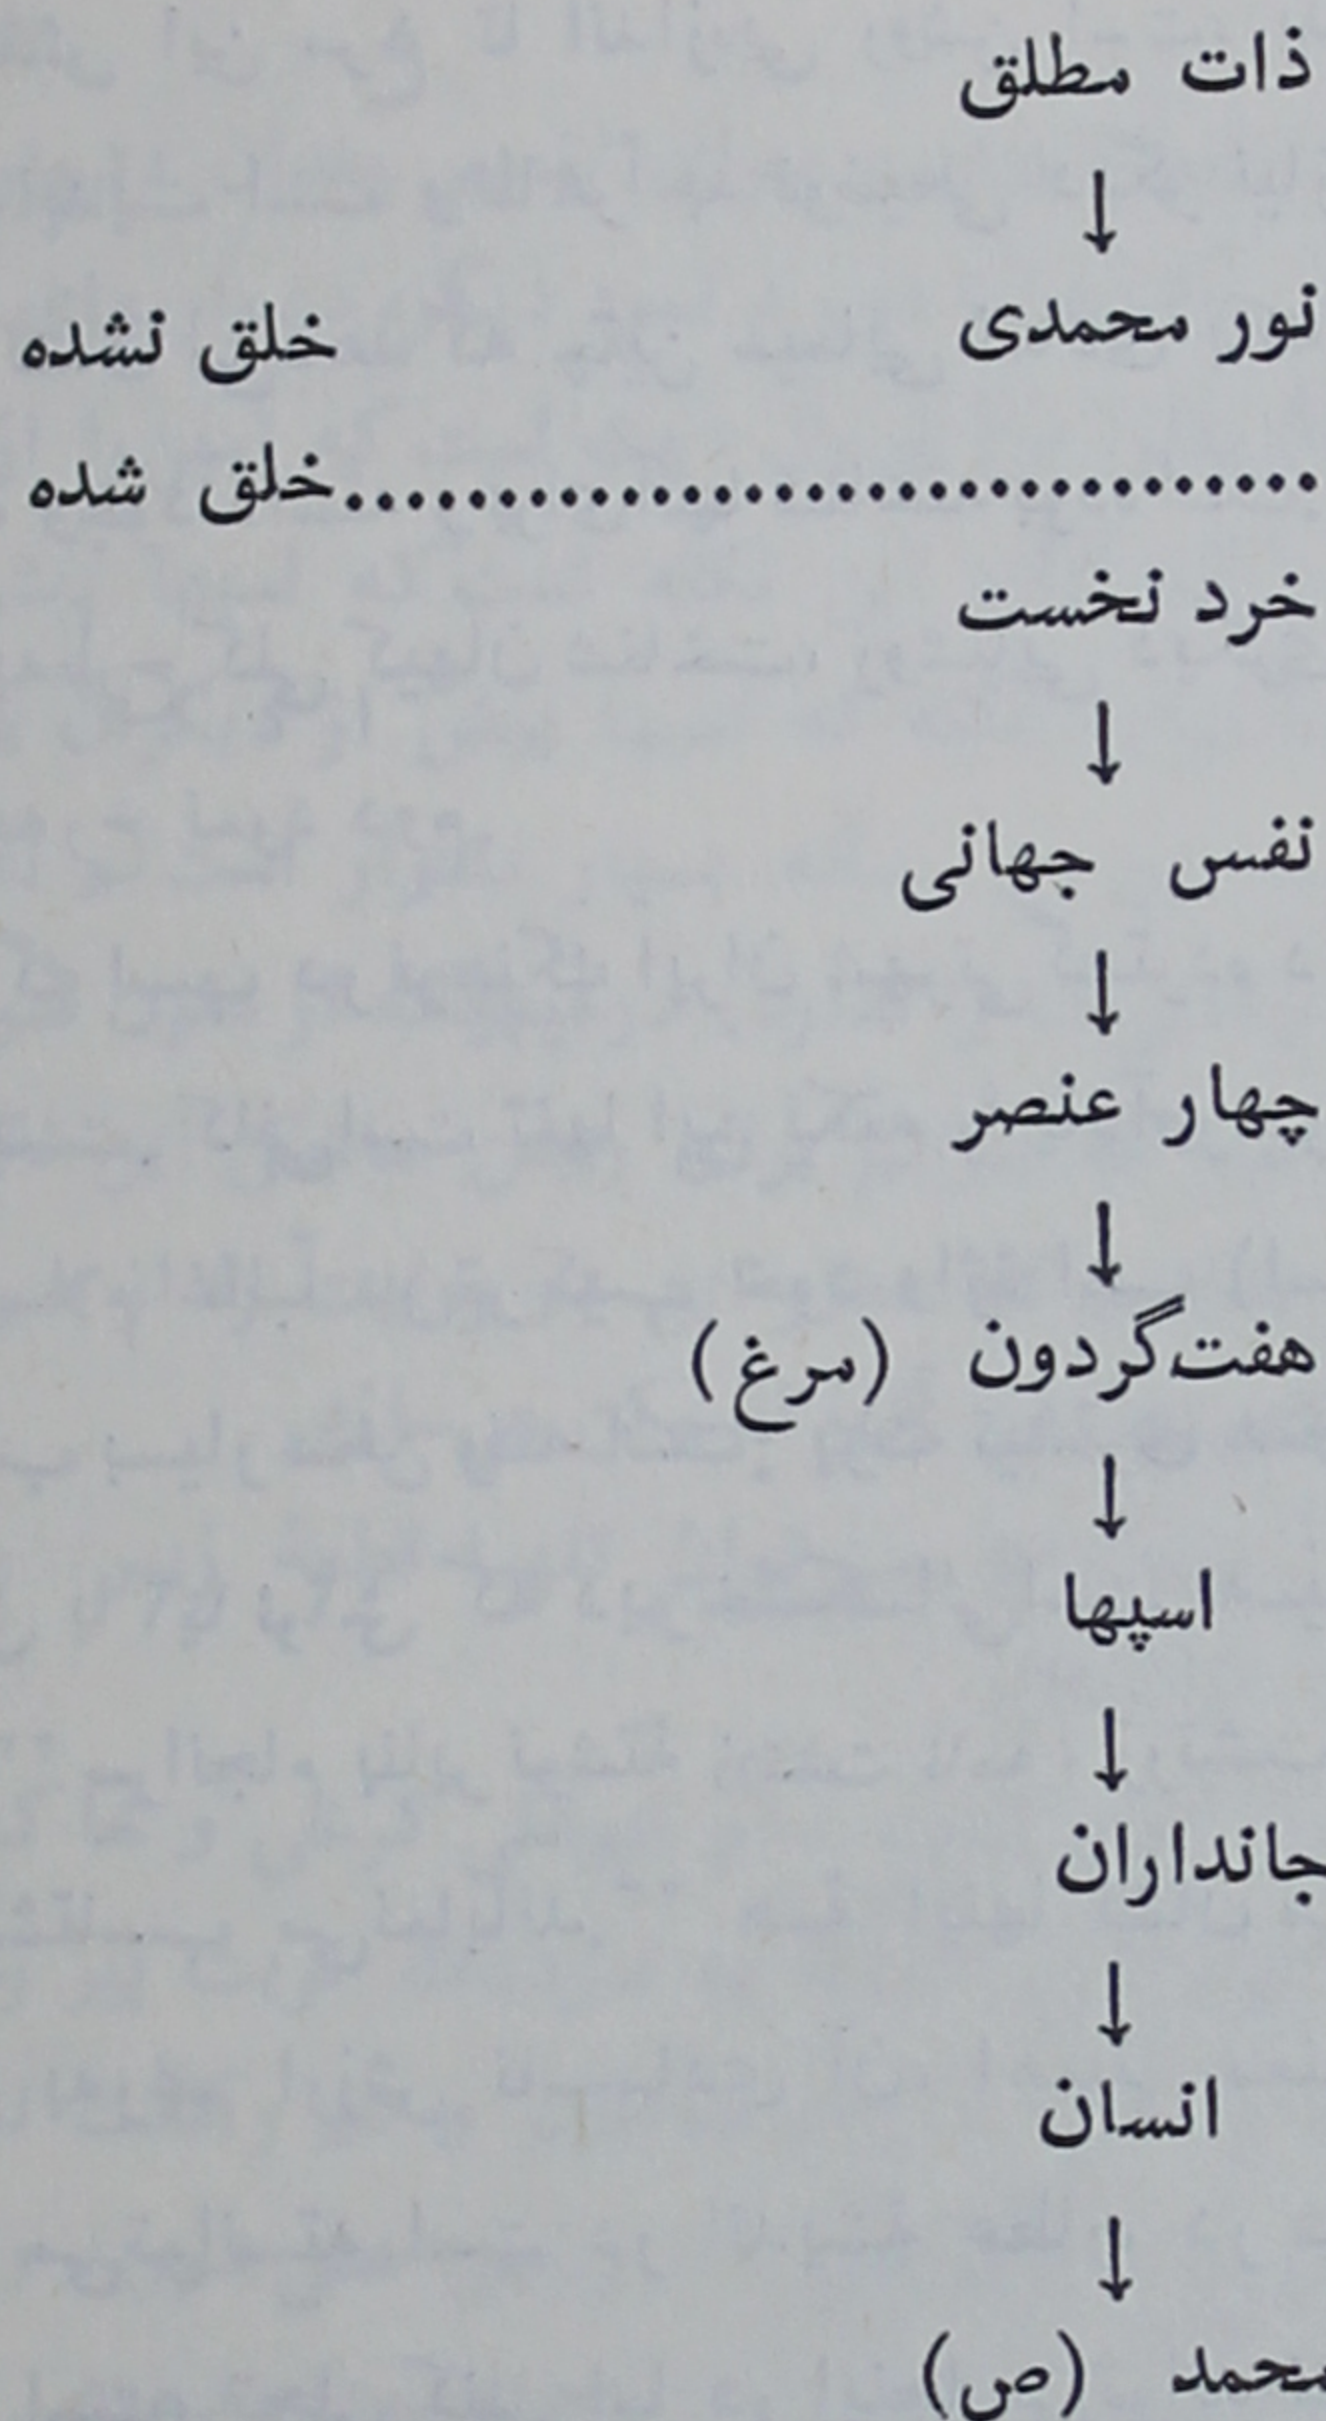 ذات مطلق
↓
نور محمدی خلق نشده
..............................خلق شده
خرد نخست
↓
نفس جهانی
↓
چهار عنصر
↓
هفت‌گردون (مرغ)
↓
اسپها
↓
جانداران
↓
انسان
↓
محمد (ص)